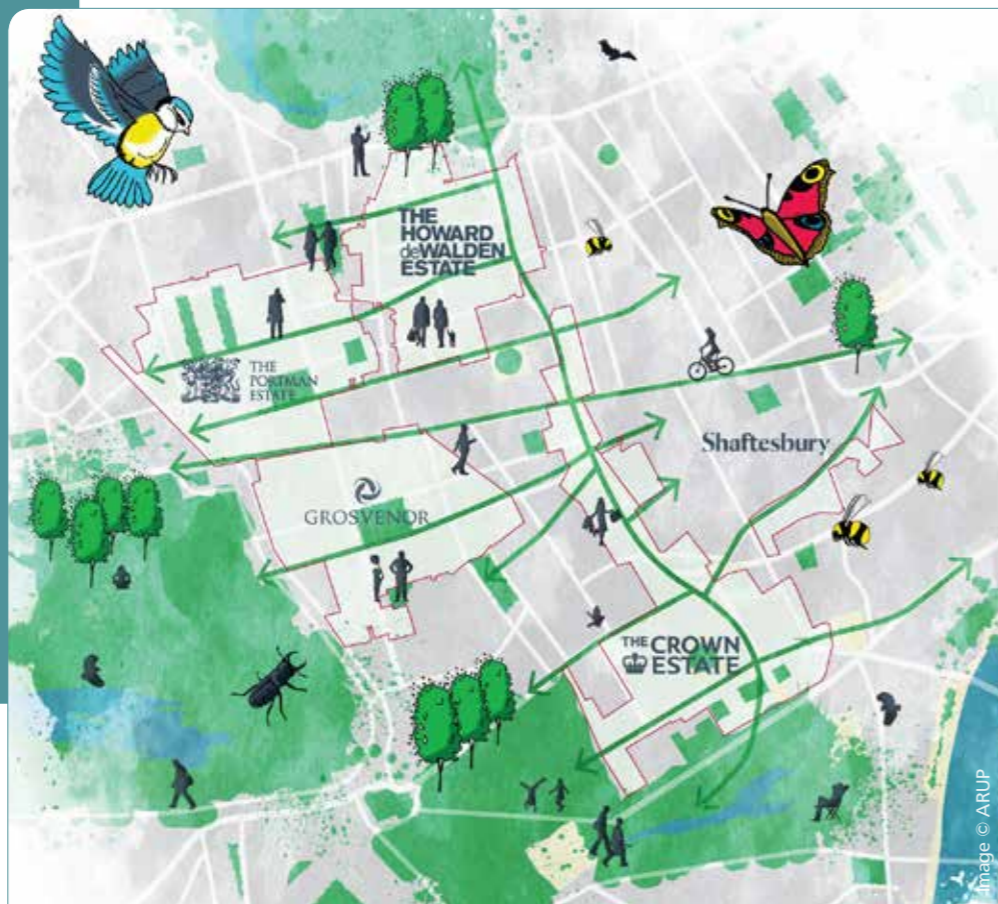 THE
HOWARD
deWALDEN
ESTATE
THE
PORTMAN
ESTATE
Shaftesbury
GROSVENOR
THE CROWN
ESTATE
Image © ARUP